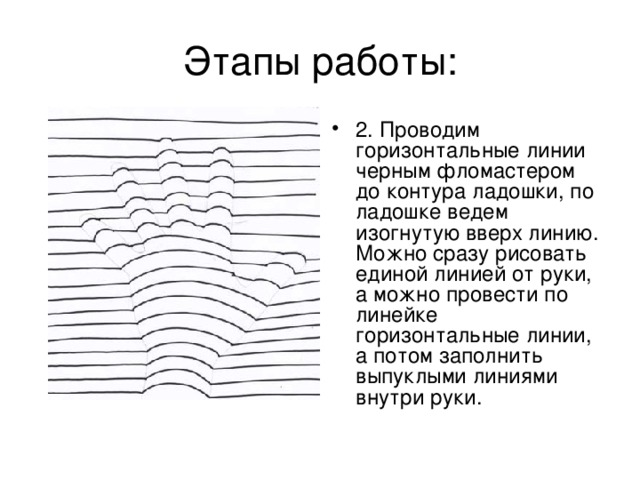 Этапы работы:
• 2. Проводим
горизонтальные линии
черным фломастером
до контура ладошки, по
ладошке ведем
изогнутую вверх линию.
Можно сразу рисовать
единой линией от руки,
а можно провести по
линейке
горизонтальные линии,
а потом заполнить
выпуклыми линиями
внутри руки.